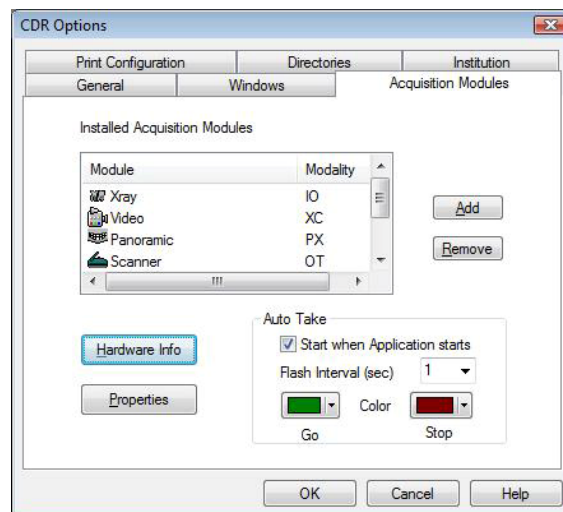 CDR Options
Print Configuration Directories Institution
General Windows Acquisition Modules
Installed Acquisition Modules
Module Modality
Xray IO
Video XC
Panoramic PX
Scanner OT
Add
Remove
Hardware Info
Properties
Auto Take
Start when Application starts
Flash Interval (sec) 1
Color
Go Stop
OK Cancel Help